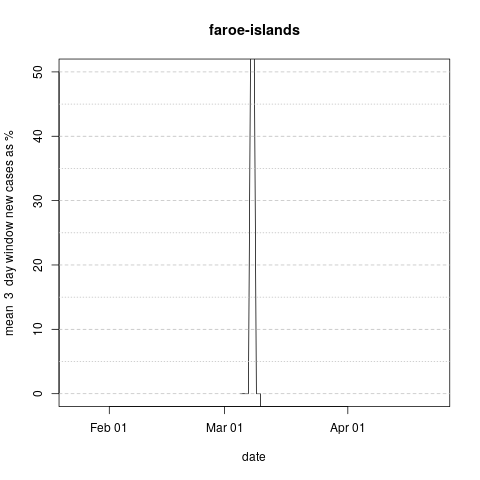 faroe-islands
mean 3 day window new cases as %
50
40
30
20
10
0
Feb 01
Mar 01
Apr 01
date